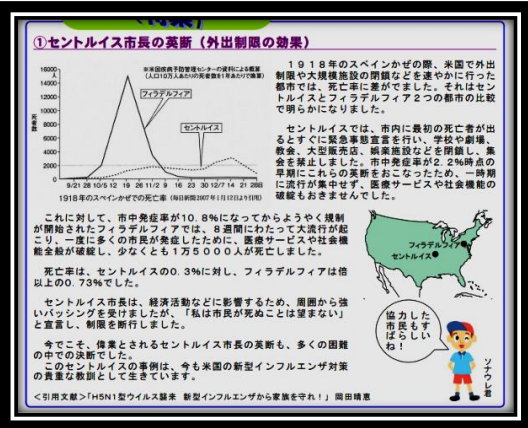 ①セントルイス市長の英断（外出制限の効果）
※米国疾病予防管理センターの資料による概算
（人口10万人あたりの死者数を1年あたりで換算）
16000
人
14000
12000
10000
8000
6000
4000
2000
0
死者数
フィラデルフィア
セントルイス
9/21 28 10/5 12 19 26 11/2 9 16 23 30 12/7 14 21 28日
1918年のスペインかぜの死亡率（毎日新聞2007年1月12日より引用）
1918年のスペインかぜの際、米国で外出
制限や大規模施設の閉鎖などを速やかに行った
都市では、死亡率に差がでました。それはセン
トルイスとフィラデルフィア2つの都市の比較
で明らかになりました。
セントルイスでは、市内に最初の死亡者が出
るとすぐに緊急事態宣言を行い、学校や劇場、
教会、大型販売店、娯楽施設などを閉鎖し、集
会を禁止しました。市中発症率が2.2%時点の
早期にこれらの英断をおこなったため、一時期
に流行が集中せず、医療サービスや社会機能の
破綻もおきませんでした。
これに対して、市中発症率が10.8%になってからようやく規制
が開始されたフィラデルフィアでは、8週間にわたって大流行が起
こり、一度に多くの市民が発症したために、医療サービスや社会機
能全般が破綻し、少なくとも1万5000人が死亡しました。
死亡率は、セントルイスの0.3%に対し、フィラデルフィアは倍
以上の0.73%でした。
セントルイス市長は、経済活動などに影響するため、周囲から強
いバッシングを受けましたが、「私は市民が死ぬことは望まない」
と宣言し、制限を断行しました。
今でこそ、偉業とされるセントルイス市長の英断も、多くの困難
の中での決断でした。
このセントルイスの事例は、今も米国の新型インフルエンザ対策
の貴重な教訓として生きています。
＜引用文献＞「H5N1型ウイルス襲来　新型インフルエンザから家族を守れ！」岡田晴恵
フィラデルフィア
セントルイス
協力した
市民もす
ばらしい
ね！
ソナウレ君